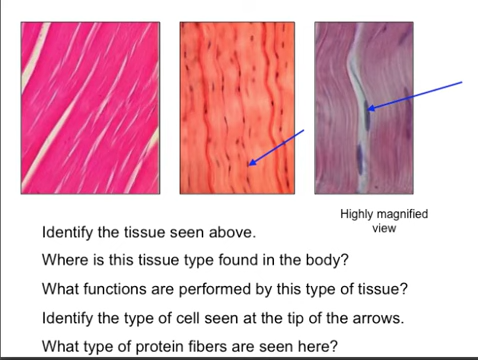 Highly magnified
view
Identify the tissue seen above.
Where is this tissue type found in the body?
What functions are performed by this type of tissue?
Identify the type of cell seen at the tip of the arrows.
What type of protein fibers are seen here?